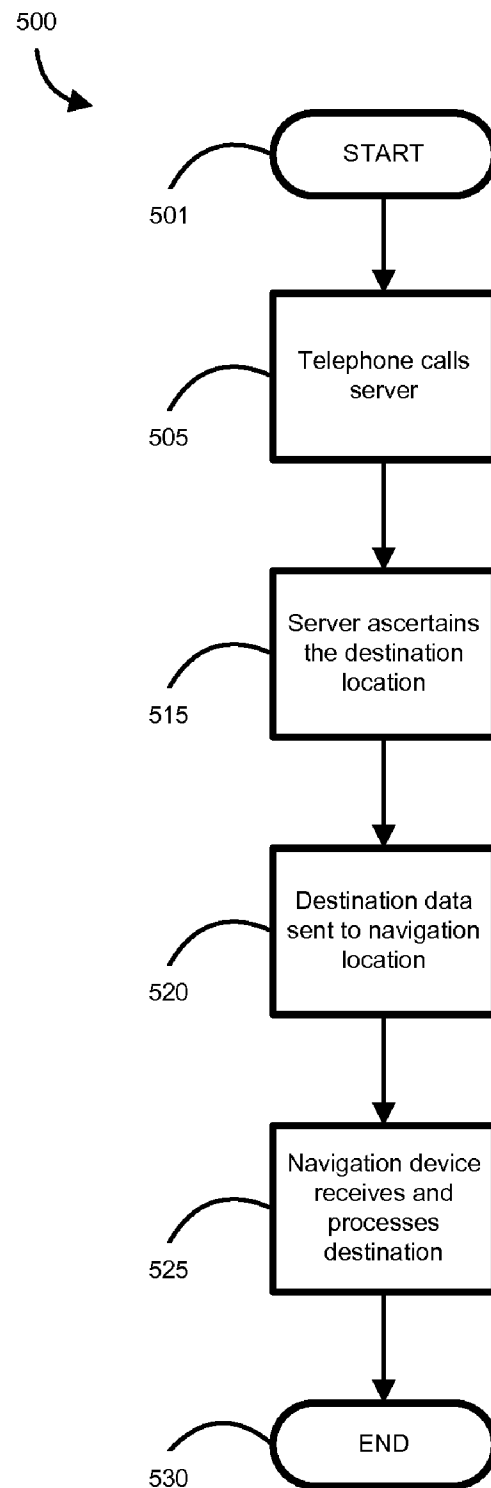 500
START
501
Telephone calls
server
505
Server ascertains
the destination
location
515
Destination data
sent to navigation
location
520
Navigation device
receives and
processes
destination
525
END
530